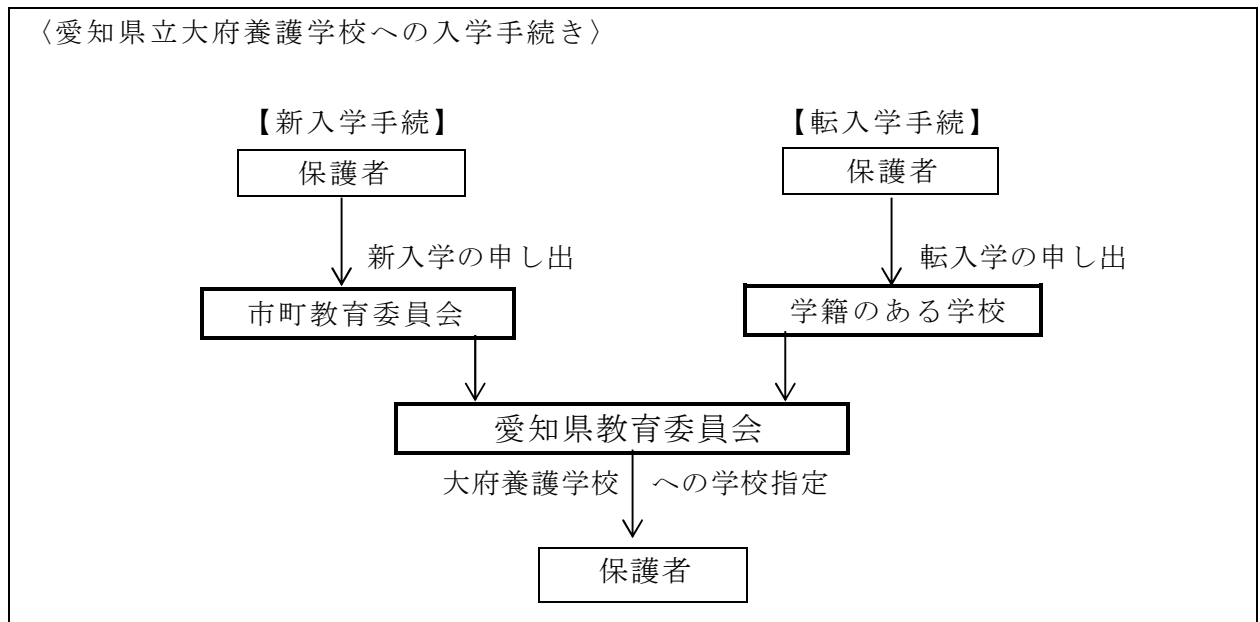 〈愛知県立大府養護学校への入学手続き〉
【新入学手続】
【転入学手続】
保護者
保護者
新入学の申し出
転入学の申し出
市町教育委員会
学籍のある学校
愛知県教育委員会
大府養護学校 への学校指定
保護者